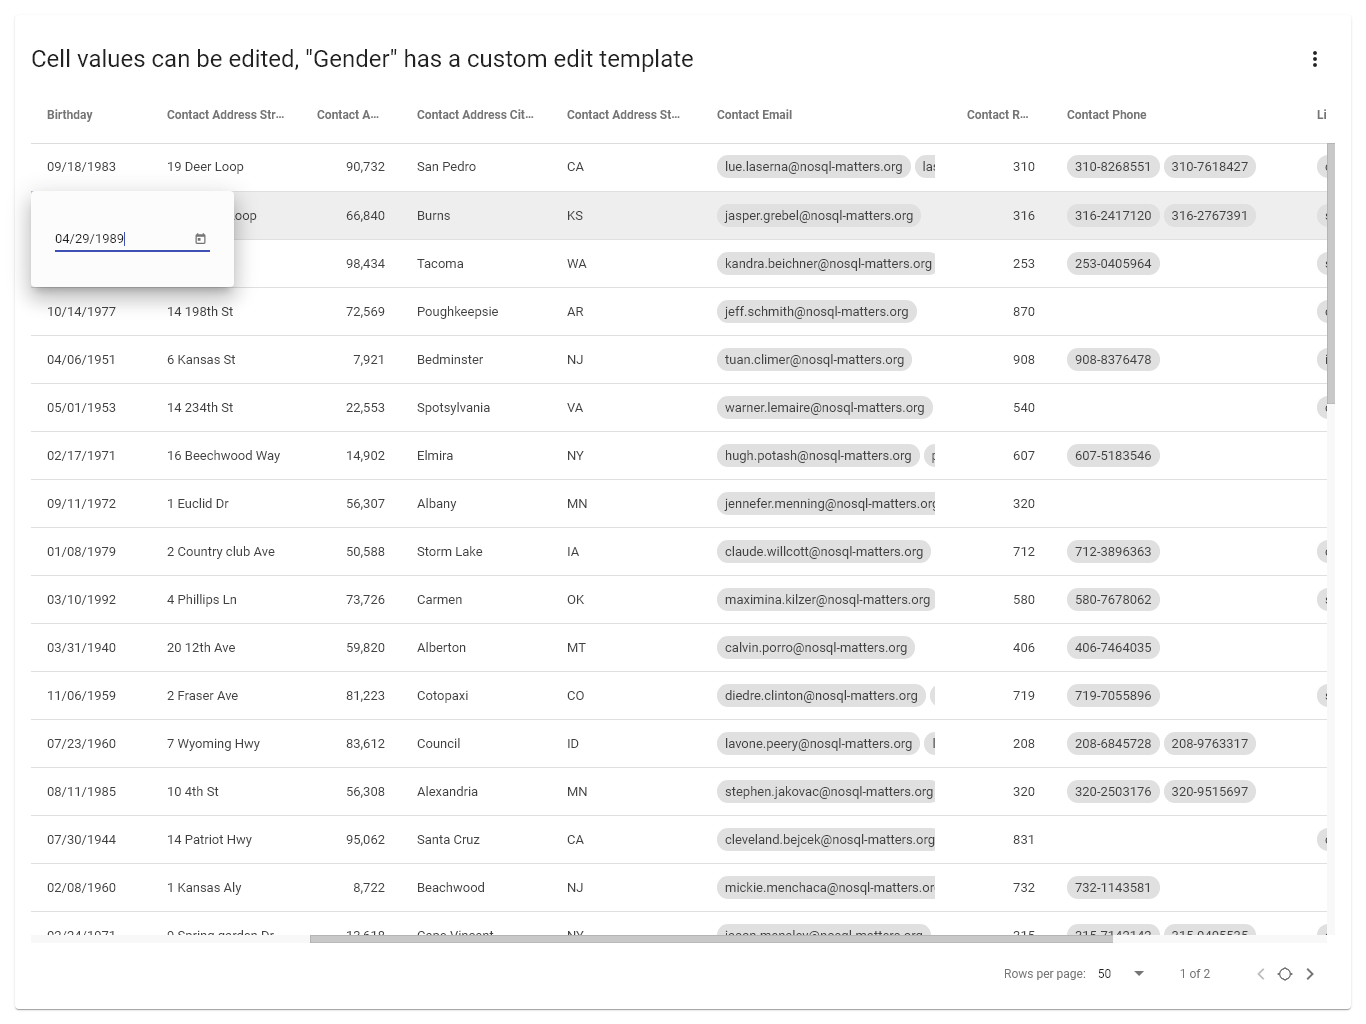 Cell values can be edited, "Gender" has a custom edit template
Birthday Contact Address Str... Contact A... Contact Address Cit... Contact Address St... Contact Email Contact R... Contact Phone Li
09/18/1983 19 Deer Loop 90,732 San Pedro CA lue.laserna@nosql-matters.org las 310 310-8268551 310-7618427
04/29/1989 66,840 Burns KS jasper.grebel@nosql-matters.org 316 316-2417120 316-2767391
98,434 Tacoma WA kandra.beichner@nosql-matters.org 253 253-0405964
10/14/1977 14 198th St 72,569 Poughkeepsie AR jeff.schmith@nosql-matters.org 870
04/06/1951 6 Kansas St 7,921 Bedminster NJ tuan.climer@nosql-matters.org 908 908-8376478
05/01/1953 14 234th St 22,553 Spotsylvania VA warner.lemaire@nosql-matters.org 540
02/17/1971 16 Beechwood Way 14,902 Elmira NY hugh.potash@nosql-matters.org 607 607-5183546
09/11/1972 1 Euclid Dr 56,307 Albany MN jennefer.menning@nosql-matters.org 320
01/08/1979 2 Country club Ave 50,588 Storm Lake IA claude.willcott@nosql-matters.org 712 712-3896363
03/10/1992 4 Phillips Ln 73,726 Carmen OK maximina.kilzer@nosql-matters.org 580 580-7678062
03/31/1940 20 12th Ave 59,820 Alberton MT calvin.porro@nosql-matters.org 406 406-7464035
11/06/1959 2 Fraser Ave 81,223 Cotopaxi CO diedre.clinton@nosql-matters.org 719 719-7055896
07/23/1960 7 Wyoming Hwy 83,612 Council ID lavone.peery@nosql-matters.org 208 208-6845728 208-9763317
08/11/1985 10 4th St 56,308 Alexandria MN stephen.jakovac@nosql-matters.org 320 320-2503176 320-9515697
07/30/1944 14 Patriot Hwy 95,062 Santa Cruz CA cleveland.bejcek@nosql-matters.org 831
02/08/1960 1 Kansas Aly 8,722 Beachwood NJ mickie.menchaca@nosql-matters.or 732 732-1143581
Rows per page: 50 1 of 2